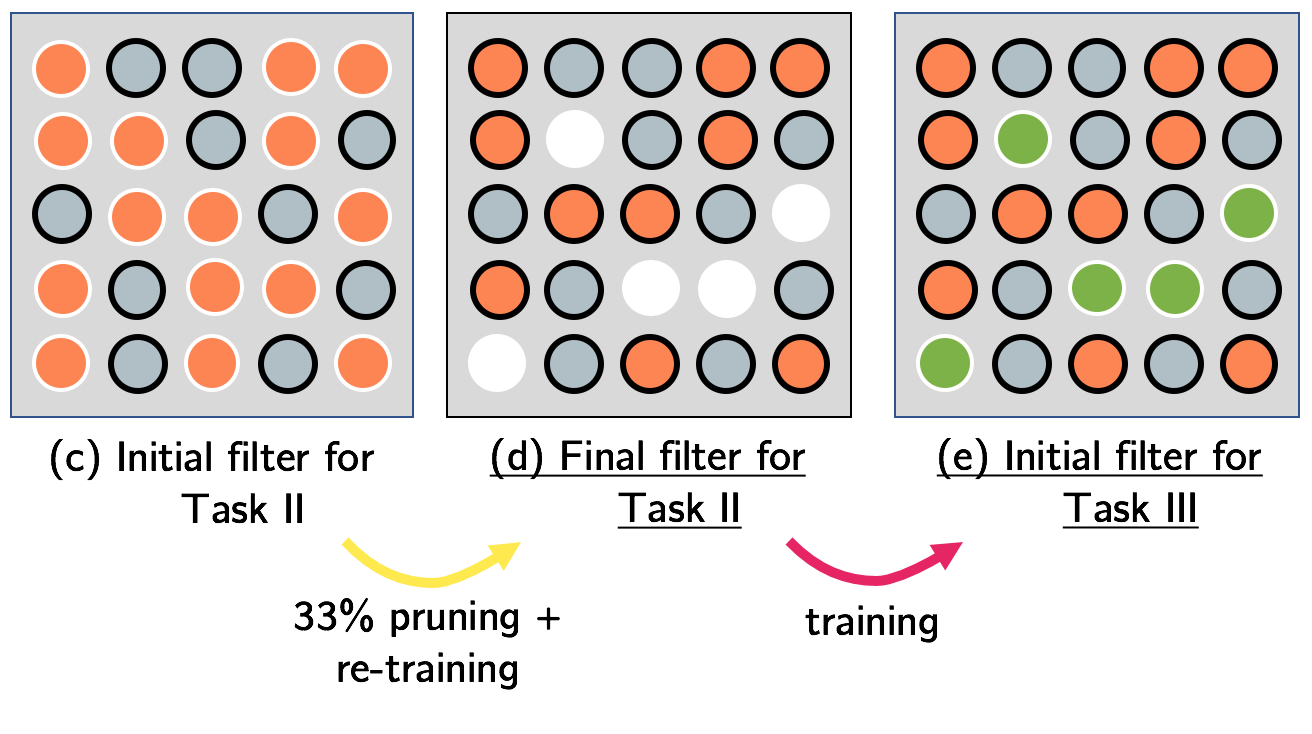 (c) Initial filter for
Task II
(d) Final filter for
Task II
(e) Initial filter for
Task III
33% pruning +
re-training
training